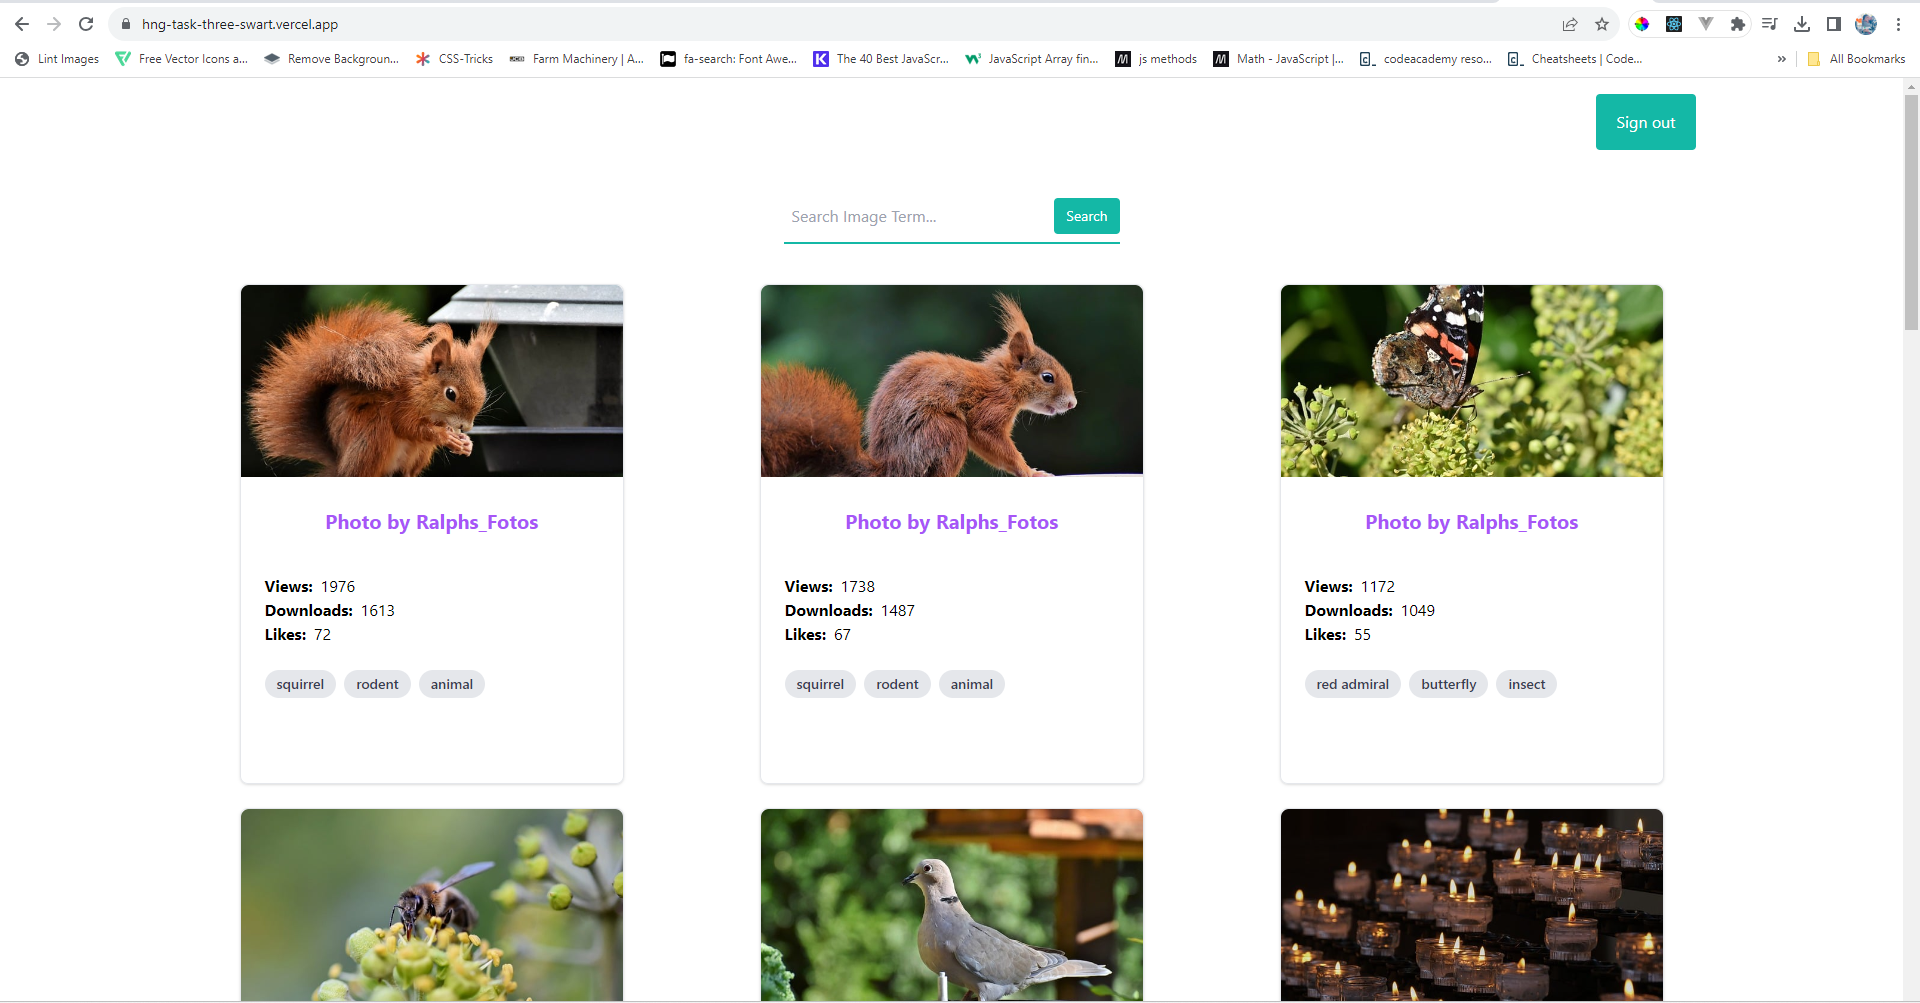 hng-task-three-swart.vercel.app
Lint Images Free Vector Icons a... Remove Backgroun... CSS-Tricks JCB Farm Machinery | A... fa-search: Font Awe... K The 40 Best JavaScr... JavaScript Array fin... js methods Math - JavaScript |... codeacademy reso... Cheatsheets | Code... » All Bookmarks
Sign out
Search Image Term... Search
Photo by Ralphs_Fotos
Views: 1976
Downloads: 1613
Likes: 72
squirrel rodent animal
Photo by Ralphs_Fotos
Views: 1738
Downloads: 1487
Likes: 67
squirrel rodent animal
Photo by Ralphs_Fotos
Views: 1172
Downloads: 1049
Likes: 55
red admiral butterfly insect